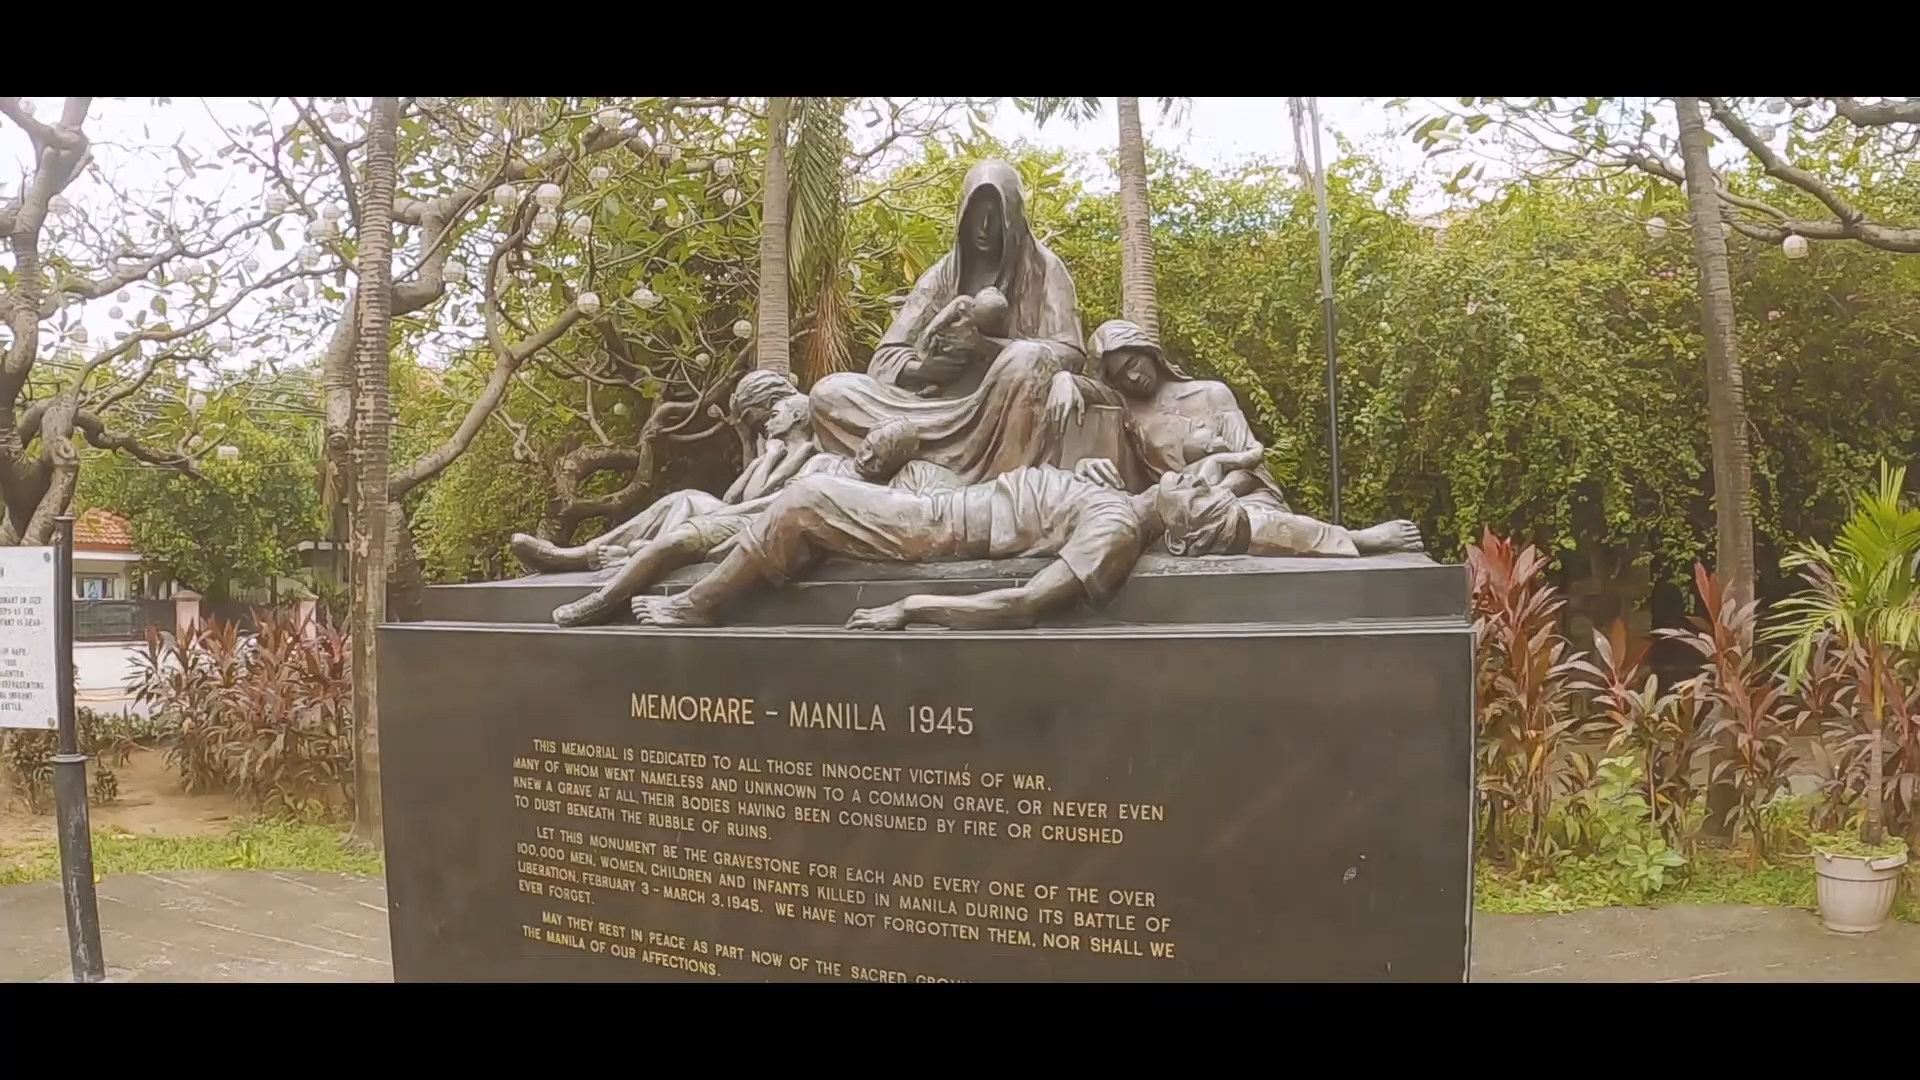 MEMORARE - MANILA 1945
THIS MEMORIAL IS DEDICATED TO ALL THOSE INNOCENT VICTIMS OF WAR,
MANY OF WHOM WENT NAMELESS AND UNKNOWN TO A COMMON GRAVE, OR NEVER EVEN
KNEW A GRAVE AT ALL, THEIR BODIES HAVING BEEN CONSUMED BY FIRE OR CRUSHED
TO DUST BENEATH THE RUBBLE OF RUINS.
LET THIS MONUMENT BE THE GRAVESTONE FOR EACH AND EVERY ONE OF THE OVER
100,000 MEN, WOMEN, CHILDREN AND INFANTS KILLED IN MANILA DURING ITS BATTLE OF
LIBERATION, FEBRUARY 3 - MARCH 3, 1945. WE HAVE NOT FORGOTTEN THEM, NOR SHALL WE
EVER FORGET.
MAY THEY REST IN PEACE AS PART NOW OF THE SACRED
THE MANILA OF OUR AFFECTIONS.